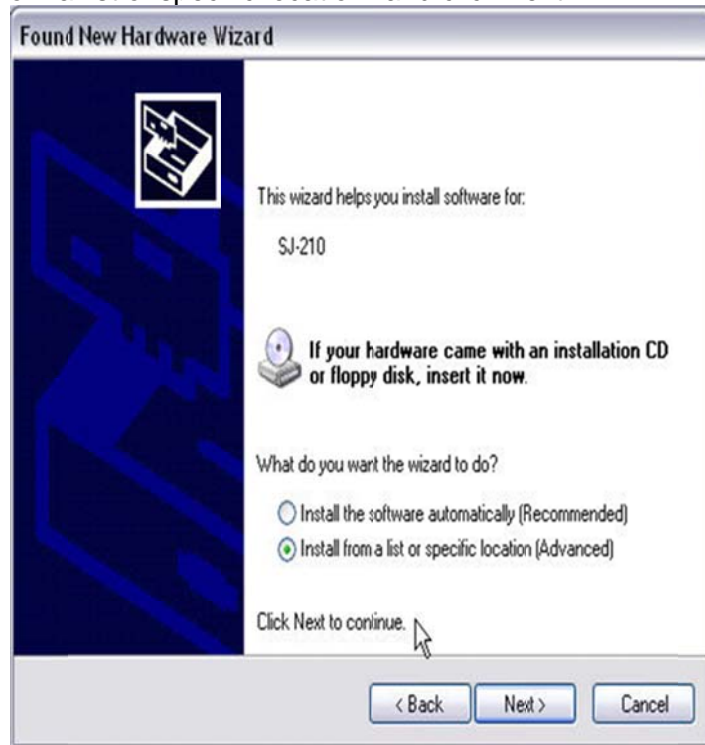 Found New Hardware Wizard
This wizard helps you install software for:
SJ-210
If your hardware came with an installation CD
or floppy disk, insert it now.
What do you want the wizard to do?
Install the software automatically (Recommended)
Install from a list or specific location (Advanced)
Click Next to continue.
< Back
Next >
Cancel